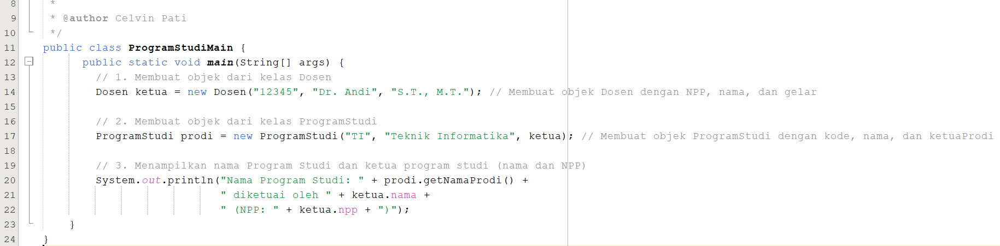 8 *
9 * @author Celvin Pati
10 */
11 public class ProgramStudiMain {
12 public static void main(String[] args) {
13 // 1. Membuat objek dari kelas Dosen
14 Dosen ketua = new Dosen("12345", "Dr. Andi", "S.T., M.T."); // Membuat objek Dosen dengan NPP, nama, dan gelar
15
16 // 2. Membuat objek dari kelas ProgramStudi
17 ProgramStudi prodi = new ProgramStudi("TI", "Teknik Informatika", ketua); // Membuat objek ProgramStudi dengan kode, nama, dan ketuaProdi
18
19 // 3. Menampilkan nama Program Studi dan ketua program studi (nama dan NPP)
20 System.out.println("Nama Program Studi: " + prodi.getNamaProdi() +
21 " diketuai oleh " + ketua.nama +
22 " (NPP: " + ketua.npp + ")");
23 }
24 }